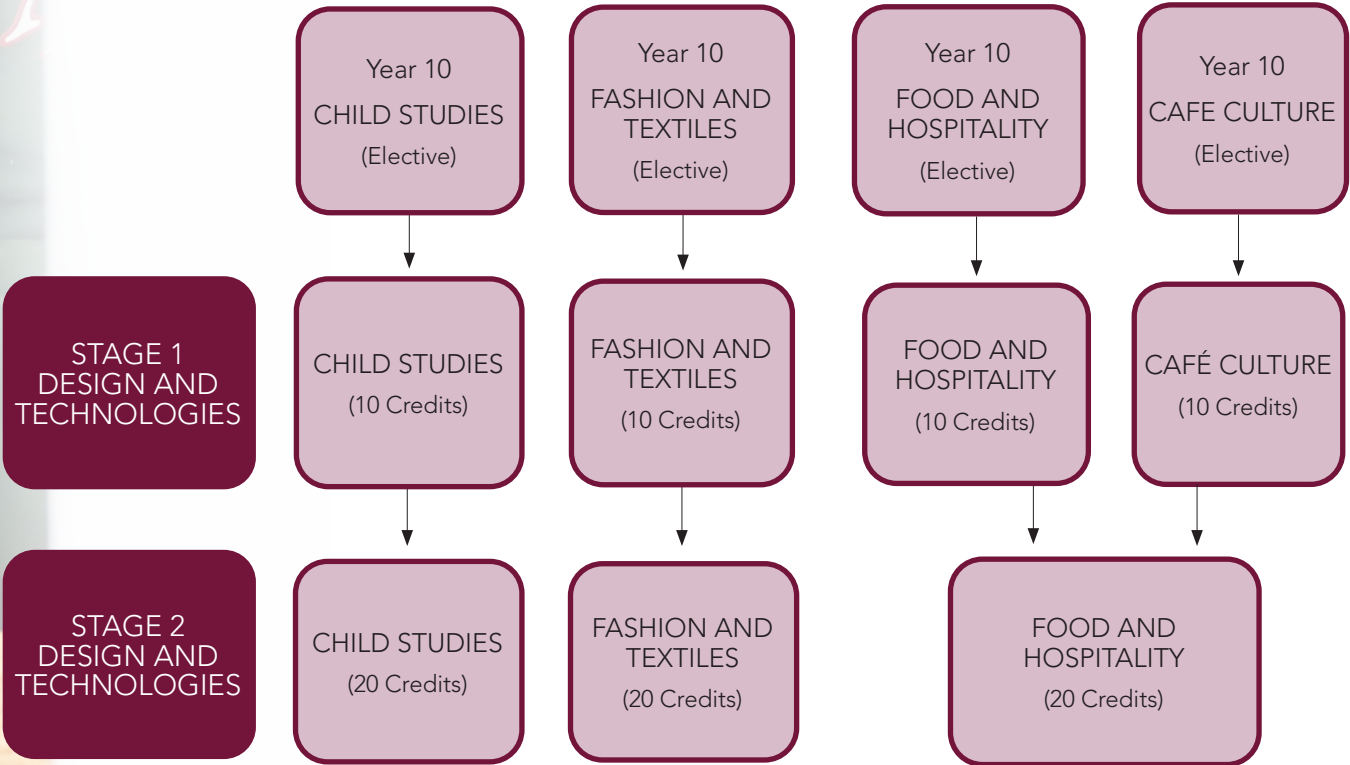 Year 10
CHILD STUDIES
(Elective)
Year 10
FASHION AND
TEXTILES
(Elective)
Year 10
FOOD AND
HOSPITALITY
(Elective)
Year 10
CAFE CULTURE
(Elective)
STAGE 1
DESIGN AND
TECHNOLOGIES
CHILD STUDIES
(10 Credits)
FASHION AND
TEXTILES
(10 Credits)
FOOD AND
HOSPITALITY
(10 Credits)
CAFÉ CULTURE
(10 Credits)
STAGE 2
DESIGN AND
TECHNOLOGIES
CHILD STUDIES
(20 Credits)
FASHION AND
TEXTILES
(20 Credits)
FOOD AND
HOSPITALITY
(20 Credits)